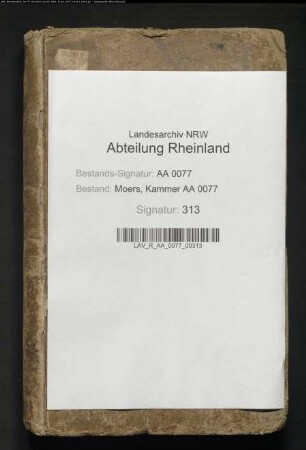 Landesarchiv NRW
Abteilung Rheinland
Bestands-Signatur: AA 0077
Bestand: Moers, Kammer AA 0077
Signatur: 313
LAV_R_AA_0077_00313